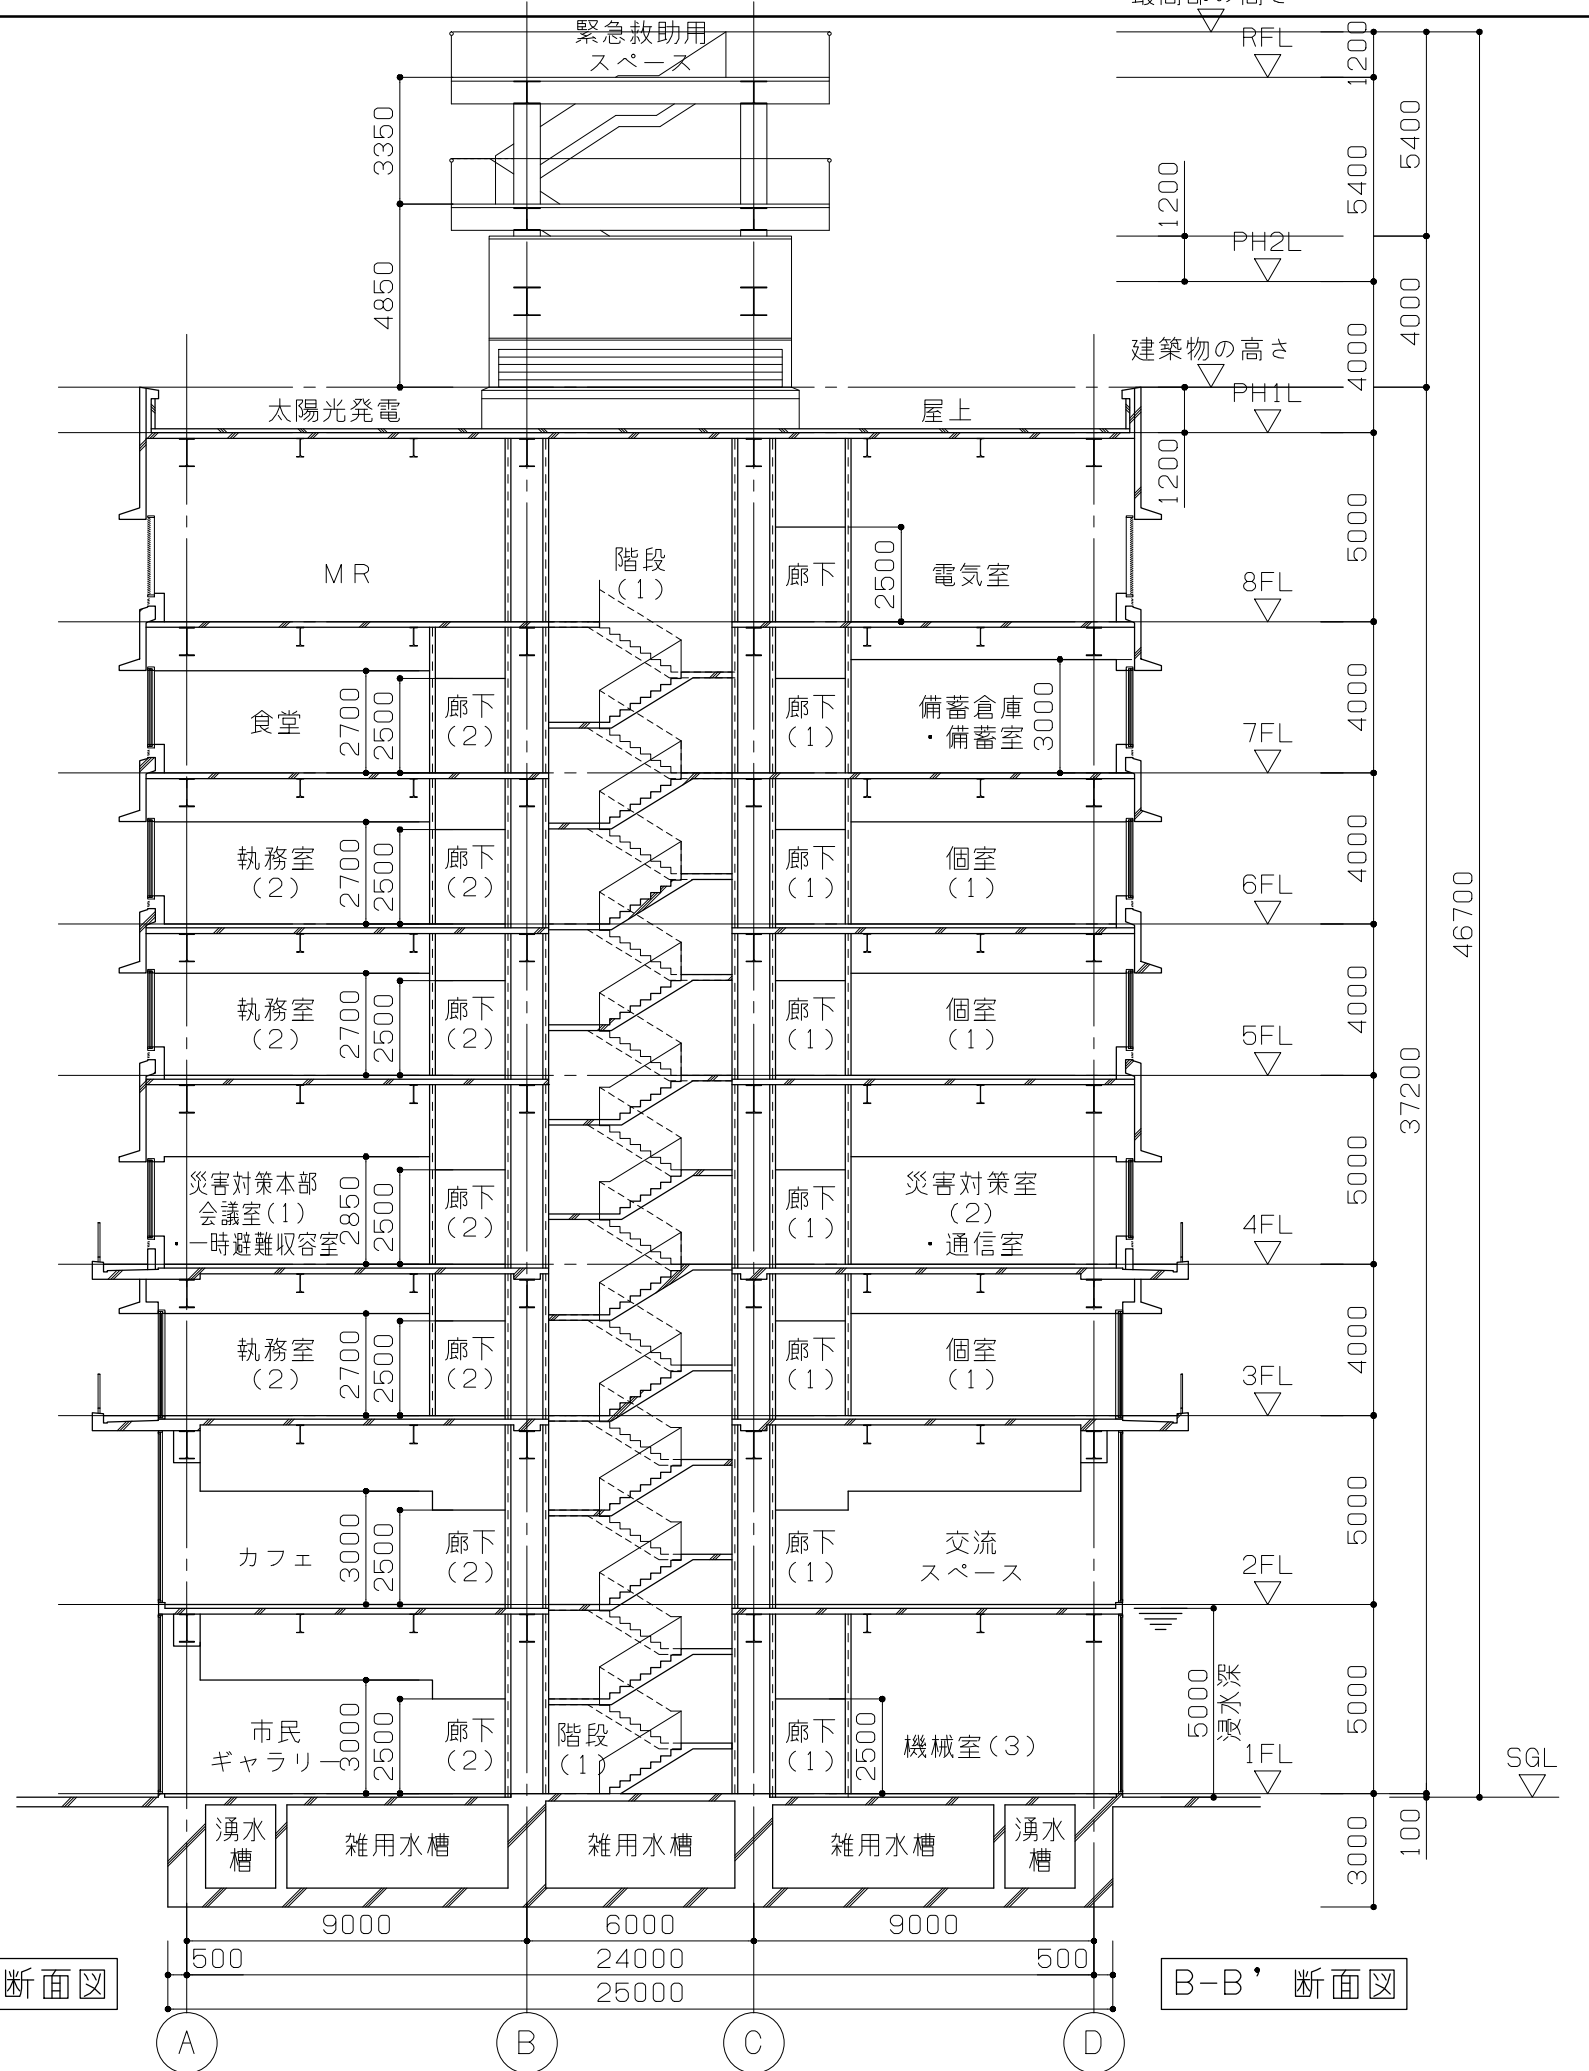 緊急救助用
スペース
RFL
1200
5400
3350
5400
1200
PH2L
4850
4000
建築物の高さ
4000
PH1L
太陽光発電
屋上
1200
5000
MR
階段
(1)
廊下
2500
電気室
8FL
食堂
2700
2500
廊下
(2)
廊下
(1)
備蓄倉庫
・備蓄室
3000
7FL
4000
執務室
(2)
2700
2500
廊下
(2)
廊下
(1)
個室
(1)
6FL
4000
46700
執務室
(2)
2700
2500
廊下
(2)
廊下
(1)
個室
(1)
5FL
4000
37200
災害対策本部
会議室(1)
・一時避難収容室
2850
2500
廊下
(2)
廊下
(1)
災害対策室
(2)
・通信室
4FL
5000
執務室
(2)
2700
2500
廊下
(2)
廊下
(1)
個室
(1)
3FL
4000
カフェ
3000
2500
廊下
(2)
廊下
(1)
交流
スペース
2FL
5000
市民
ギャラリー
3000
2500
廊下
(2)
階段
(1)
廊下
(1)
2500
機械室(3)
5000
浸水深
1FL
5000
SGL
湧水
槽
雑用水槽
雑用水槽
雑用水槽
湧水
槽
3000
100
9000
6000
9000
500
24000
500
25000
断面図
B-B' 断面図
A
B
C
D